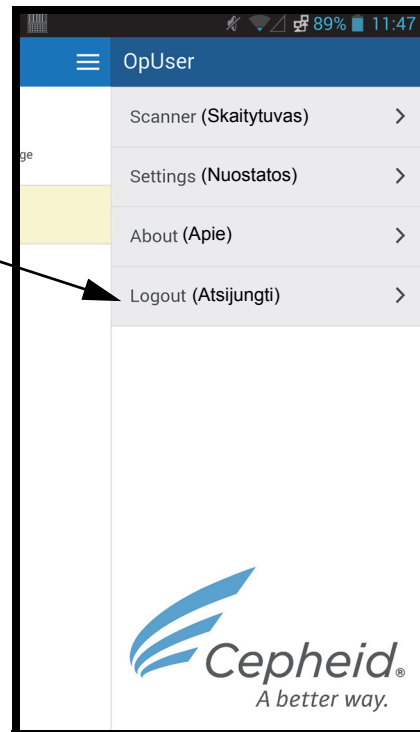 89% 11:47
OpUser
Scanner (Skaitytuvas)
ge
Settings (Nuostatos)
About (Apie)
Logout (Atsijungti)
Cepheid®
A better way.